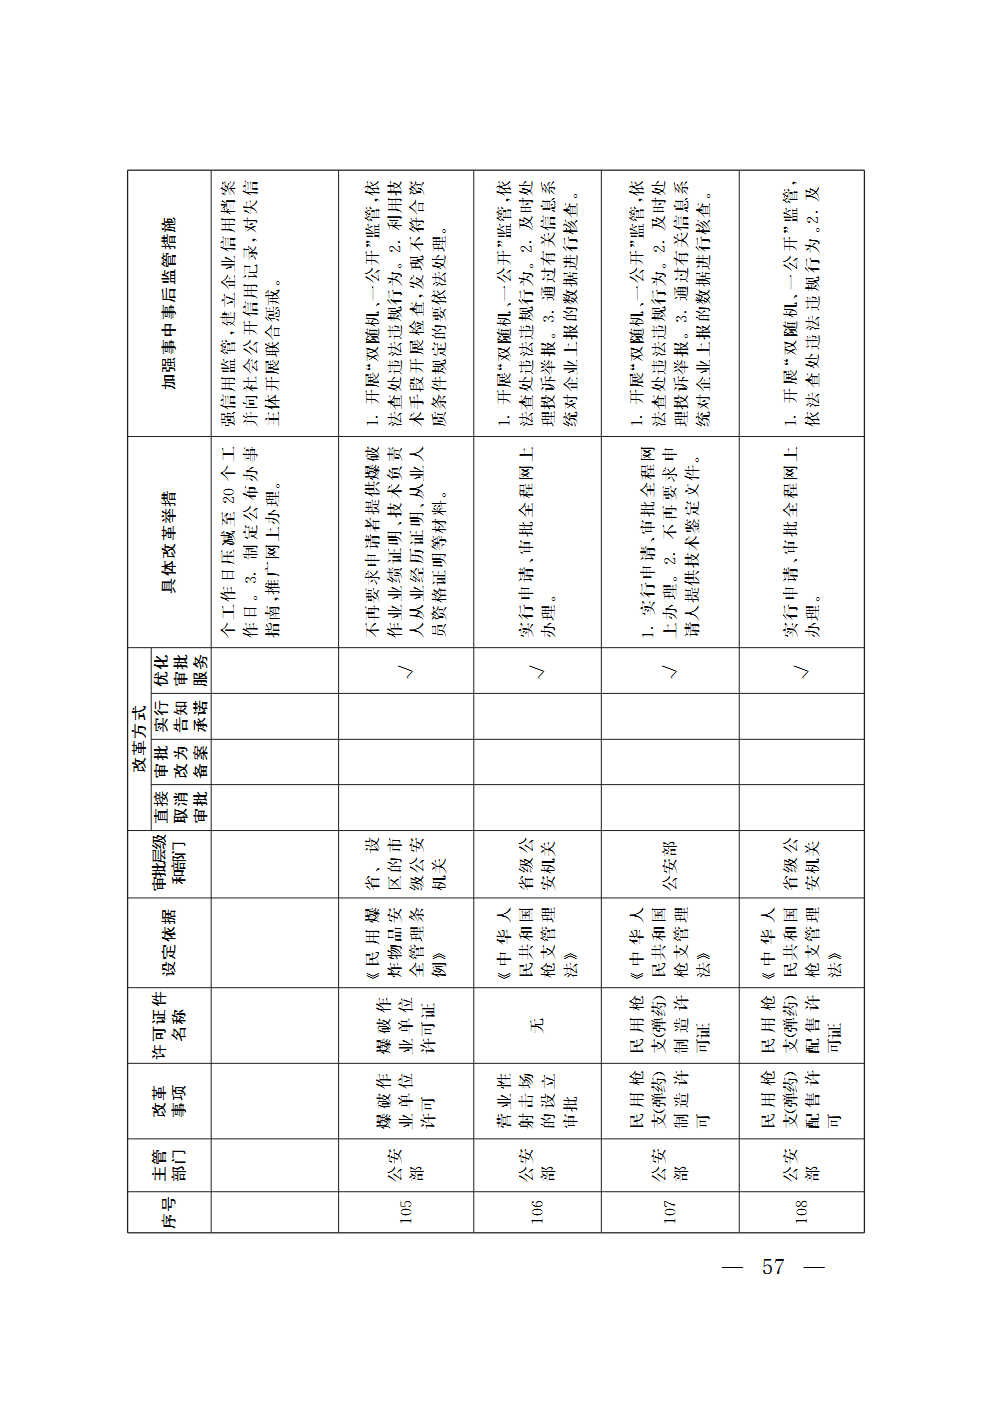 序号
主管
部门
改革
事项
许可证件
名称
设定依据
审批层级
和部门
改革方式
直接
取消
审批
审批
改为
备案
实行
告知
承诺
优化
审批
服务
具体改革举措
加强事中事后监管措施
个工作日压减至 20 个工
作日。3. 制定公布办事
指南,推广网上办理。
强信用监管,建立企业信用档案
并向社会公开信用记录,对失信
主体开展联合惩戒。
105
公安
部
爆破作
业单位
许可
爆破作
业单位
许可证
《民用爆
炸物品安
全管理条
例》
省、设
区的市
级公安
机关
√
不再要求申请者提供爆破
作业业绩证明、技术负责
人从业经历证明、从业人
员资格证明等材料。
1. 开展“双随机、一公开”监管,依
法查处违法违规行为。2. 利用技
术手段开展检查,发现不符合资
质条件规定的要依法处理。
106
公安
部
营业性
射击场
的设立
审批
无
《中华人
民共和国
枪支管理
法》
省级公
安机关
√
实行申请、审批全程网上
办理。
1. 开展“双随机、一公开”监管,依
法查处违法违规行为。2. 及时处
理投诉举报。3. 通过有关信息系
统对企业上报的数据进行核查。
107
公安
部
民用枪
支(弹药)
制造许
可
民用枪
支(弹药)
制造许
可证
《中华人
民共和国
枪支管理
法》
公安部
√
1. 实行申请、审批全程网
上办理。2. 不再要求申
请人提供技术鉴定文件。
1. 开展“双随机、一公开”监管,依
法查处违法违规行为。2. 及时处
理投诉举报。3. 通过有关信息系
统对企业上报的数据进行核查。
108
公安
部
民用枪
支(弹药)
配售许
可
民用枪
支(弹药)
配售许
可证
《中华人
民共和国
枪支管理
法》
省级公
安机关
√
实行申请、审批全程网上
办理。
1. 开展“双随机、一公开”监管,
依法查处违法违规行为。2. 及
— 57 —